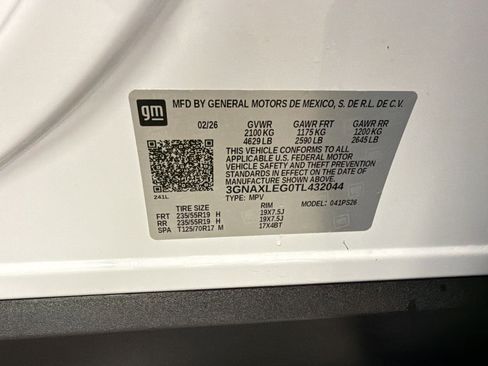 gm
MFD BY GENERAL MOTORS DE MEXICO, S. DE R.L. DE C.V.
02/26 GVWR GAWR FRT GAWR RR
2100 KG 1175 KG 1200 KG
4629 LB 2590 LB 2645 LB
THIS VEHICLE CONFORMS TO ALL
APPLICABLE U.S. FEDERAL MOTOR
VEHICLE SAFETY AND THEFT PREVENTION
STANDARDS IN EFFECT ON THE DATE OF
MANUFACTURE SHOWN ABOVE.
3GNAXLEG0TL432044
TYPE: MPV
241L
TIRE SIZE RIM MODEL: 041PS26
FRT 235/55R19 H 19X7.5J
RR 235/55R19 H 19X7.5J
SPA T125/70R17 M 17X4BT